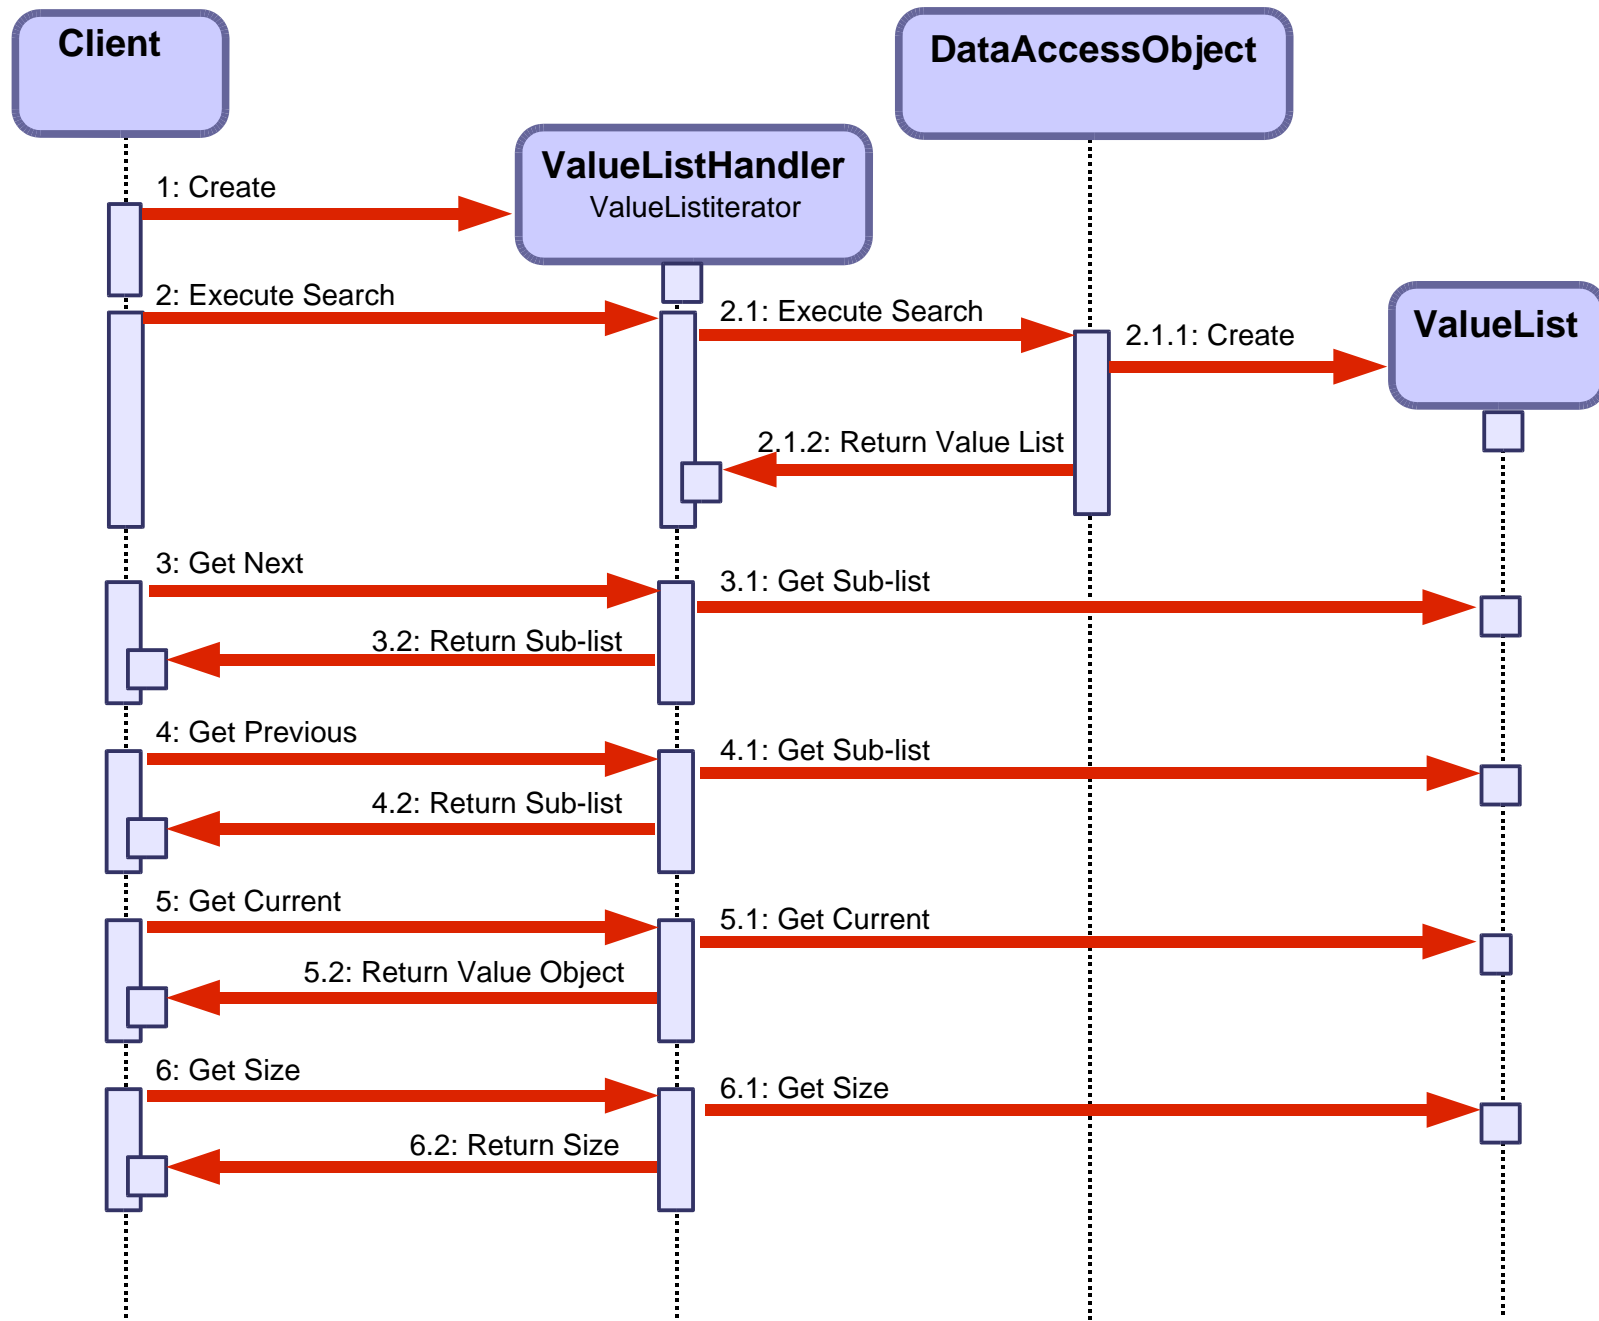 Client
DataAccessObject
ValueListHandler
ValueListiterator
1: Create
2: Execute Search
2.1: Execute Search
2.1.1: Create
ValueList
2.1.2: Return Value List
3: Get Next
3.1: Get Sub-list
3.2: Return Sub-list
4: Get Previous
4.1: Get Sub-list
4.2: Return Sub-list
5: Get Current
5.1: Get Current
5.2: Return Value Object
6: Get Size
6.1: Get Size
6.2: Return Size